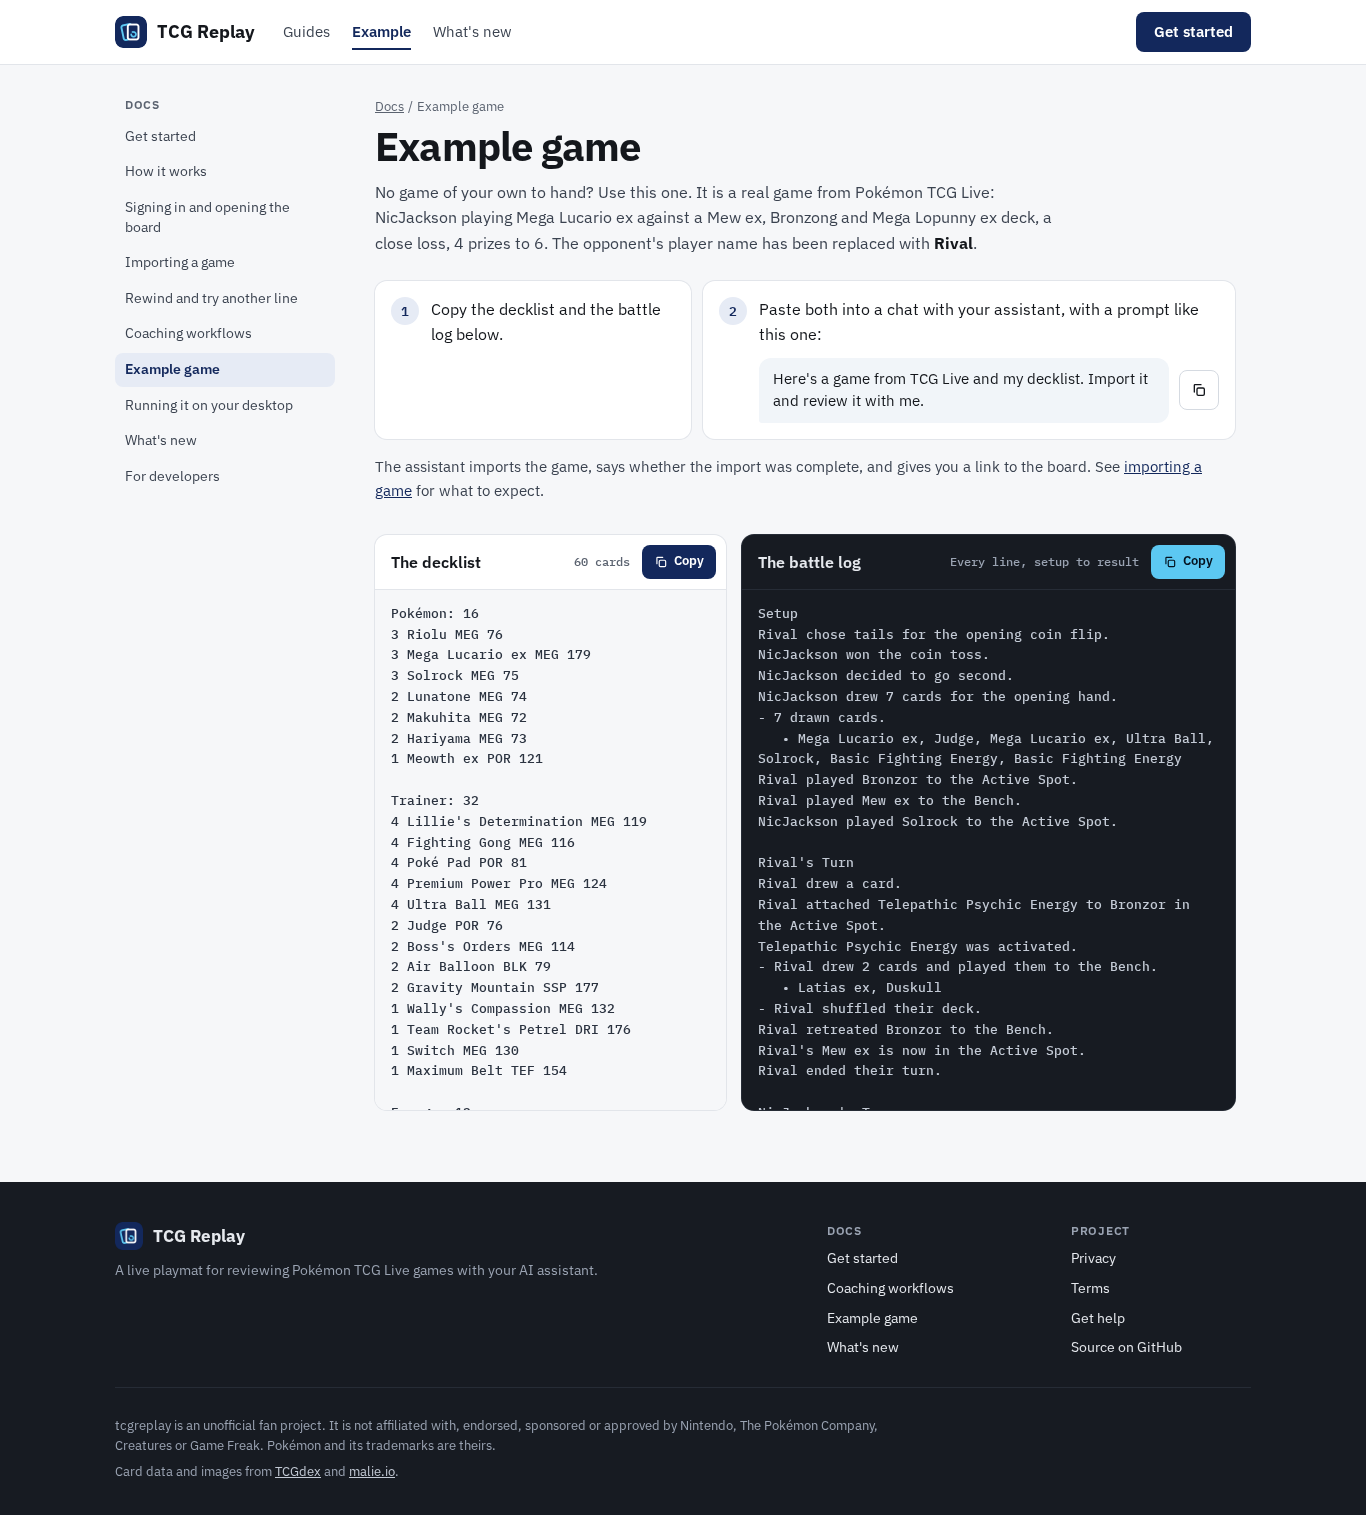 TCG Replay
Guides
Example
What's new
Get started
DOCS
Get started
How it works
Signing in and opening the
board
Importing a game
Rewind and try another line
Coaching workflows
Example game
Running it on your desktop
What's new
For developers
Docs / Example game
Example game
No game of your own to hand? Use this one. It is a real game from Pokémon TCG Live:
NicJackson playing Mega Lucario ex against a Mew ex, Bronzong and Mega Lopunny ex deck, a
close loss, 4 prizes to 6. The opponent's player name has been replaced with Rival.
1
Copy the decklist and the battle
log below.
2
Paste both into a chat with your assistant, with a prompt like
this one:
Here's a game from TCG Live and my decklist. Import it
and review it with me.
The assistant imports the game, says whether the import was complete, and gives you a link to the board. See importing a
game for what to expect.
The decklist
60 cards
Copy
Pokémon: 16
3 Riolu MEG 76
3 Mega Lucario ex MEG 179
3 Solrock MEG 75
2 Lunatone MEG 74
2 Makuhita MEG 72
2 Hariyama MEG 73
1 Meowth ex POR 121
Trainer: 32
4 Lillie's Determination MEG 119
4 Fighting Gong MEG 116
4 Poké Pad POR 81
4 Premium Power Pro MEG 124
4 Ultra Ball MEG 131
2 Judge POR 76
2 Boss's Orders MEG 114
2 Air Balloon BLK 79
2 Gravity Mountain SSP 177
1 Wally's Compassion MEG 132
1 Team Rocket's Petrel DRI 176
1 Switch MEG 130
1 Maximum Belt TEF 154
The battle log
Every line, setup to result
Copy
Setup
Rival chose tails for the opening coin flip.
NicJackson won the coin toss.
NicJackson decided to go second.
NicJackson drew 7 cards for the opening hand.
- 7 drawn cards.
• Mega Lucario ex, Judge, Mega Lucario ex, Ultra Ball,
Solrock, Basic Fighting Energy, Basic Fighting Energy
Rival played Bronzor to the Active Spot.
Rival played Mew ex to the Bench.
NicJackson played Solrock to the Active Spot.
Rival's Turn
Rival drew a card.
Rival attached Telepathic Psychic Energy to Bronzor in
the Active Spot.
Telepathic Psychic Energy was activated.
- Rival drew 2 cards and played them to the Bench.
• Latias ex, Duskull
- Rival shuffled their deck.
Rival retreated Bronzor to the Bench.
Rival's Mew ex is now in the Active Spot.
Rival ended their turn.
TCG Replay
A live playmat for reviewing Pokémon TCG Live games with your AI assistant.
DOCS
Get started
Coaching workflows
Example game
What's new
PROJECT
Privacy
Terms
Get help
Source on GitHub
tcgreplay is an unofficial fan project. It is not affiliated with, endorsed, sponsored or approved by Nintendo, The Pokémon Company,
Creatures or Game Freak. Pokémon and its trademarks are theirs.
Card data and images from TCGdex and malie.io.